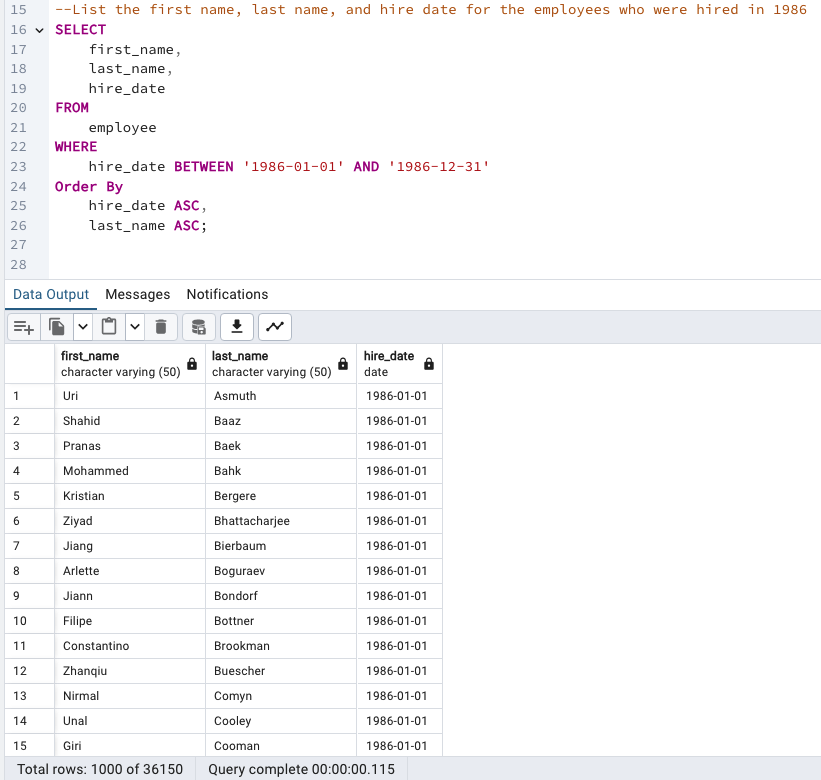 15 --List the first name, last name, and hire date for the employees who were hired in 1986
16 SELECT
17 first_name,
18 last_name,
19 hire_date
20 FROM
21 employee
22 WHERE
23 hire_date BETWEEN '1986-01-01' AND '1986-12-31'
24 Order By
25 hire_date ASC,
26 last_name ASC;
27
28
Data Output Messages Notifications
first_name last_name hire_date
character varying (50) character varying (50) date
1 Uri Asmuth 1986-01-01
2 Shahid Baaz 1986-01-01
3 Pranas Baek 1986-01-01
4 Mohammed Bahk 1986-01-01
5 Kristian Bergere 1986-01-01
6 Ziyad Bhattacharjee 1986-01-01
7 Jiang Bierbaum 1986-01-01
8 Arlette Boguraev 1986-01-01
9 Jiann Bondorf 1986-01-01
10 Filipe Bottner 1986-01-01
11 Constantino Brookman 1986-01-01
12 Zhanqiu Buescher 1986-01-01
13 Nirmal Comyn 1986-01-01
14 Unal Cooley 1986-01-01
15 Giri Cooman 1986-01-01
Total rows: 1000 of 36150 Query complete 00:00:00.115